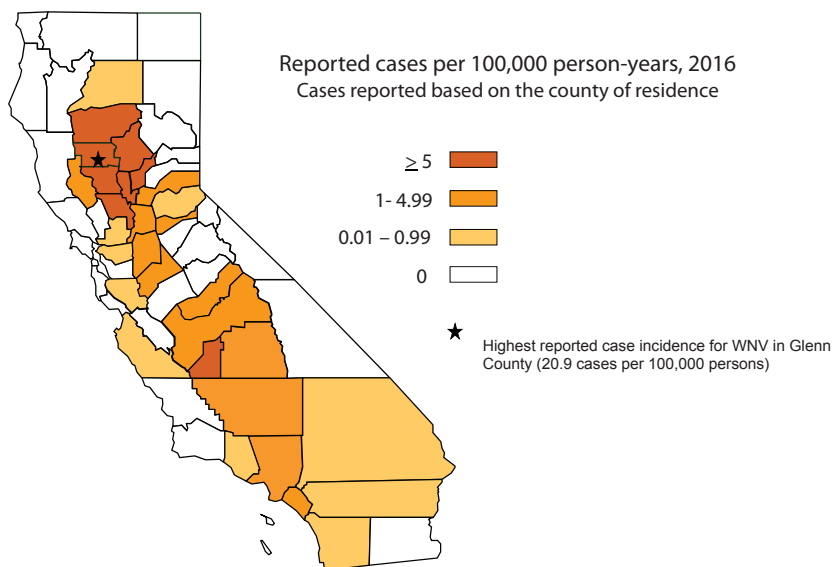 Reported cases per 100,000 person-years, 2016
Cases reported based on the county of residence
≥ 5
1- 4.99
0.01 – 0.99
0
Highest reported case incidence for WNV in Glenn
County (20.9 cases per 100,000 persons)